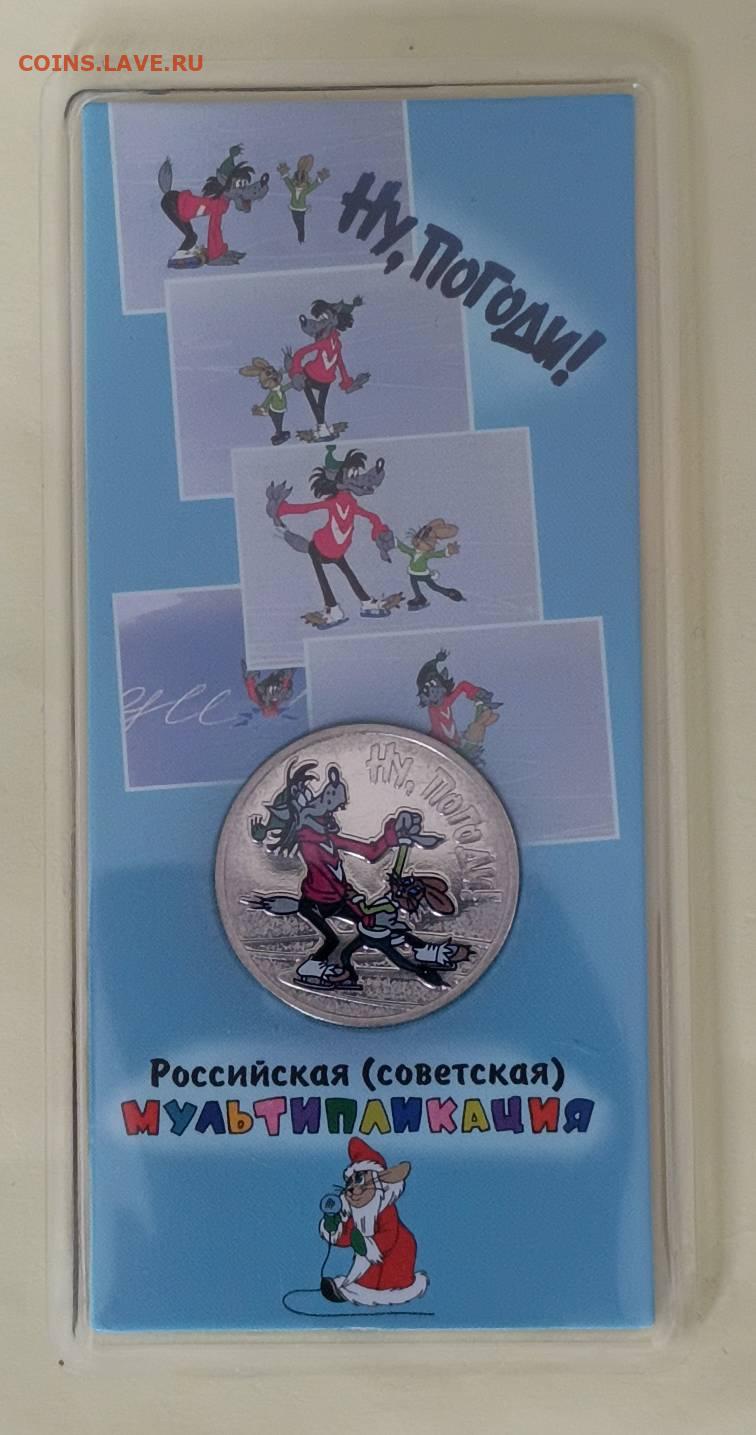 COINS.LAVE.RU
Ну, погоди!
НУ, ПОГОДИ!
Российская (советская)
МУЛЬТИПЛИКАЦИЯ